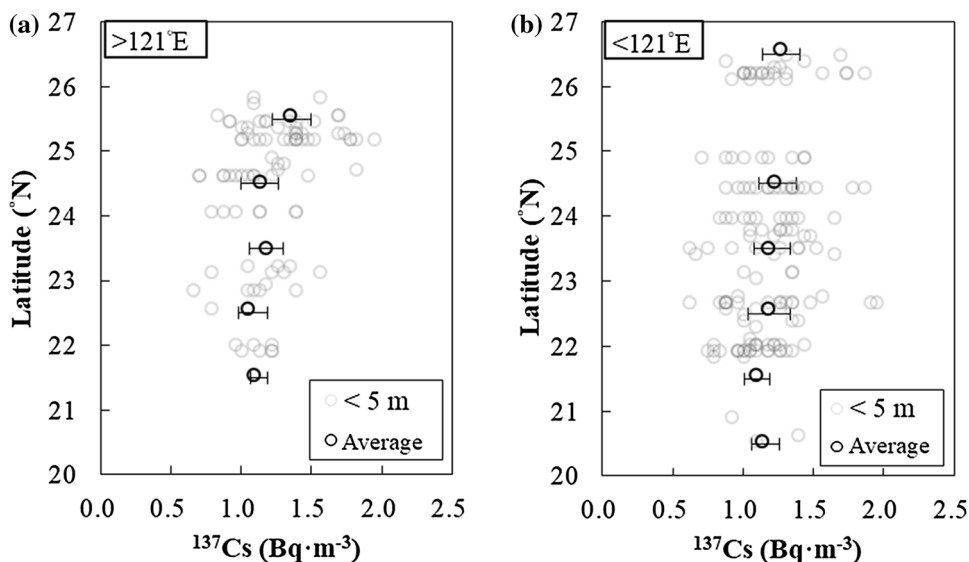 (a)
>121°E
Latitude (°N)
27
26
25
24
23
22
21
20
< 5 m
Average
0.0 0.5 1.0 1.5 2.0 2.5
¹³⁷Cs (Bq·m⁻³)
(b)
<121°E
Latitude (°N)
27
26
25
24
23
22
21
20
< 5 m
Average
0.0 0.5 1.0 1.5 2.0 2.5
¹³⁷Cs (Bq·m⁻³)